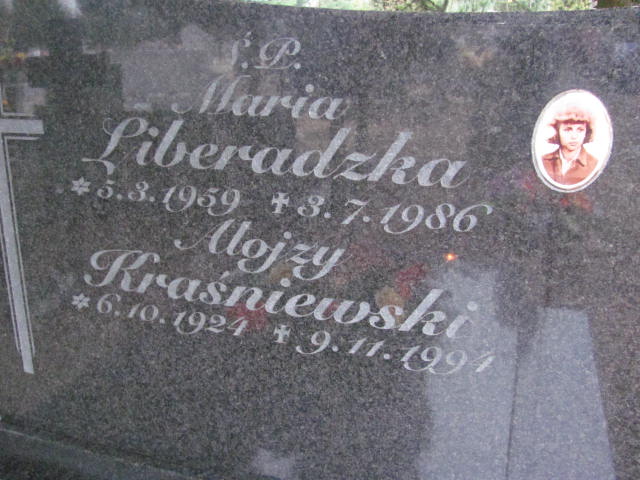 Ś.P.
Maria
Liberadzka
* 5.3.1959 ✝ 3.7.1986
Alojzy
Kraśniewski
* 6.10.1924 ✝ 9.11.1994